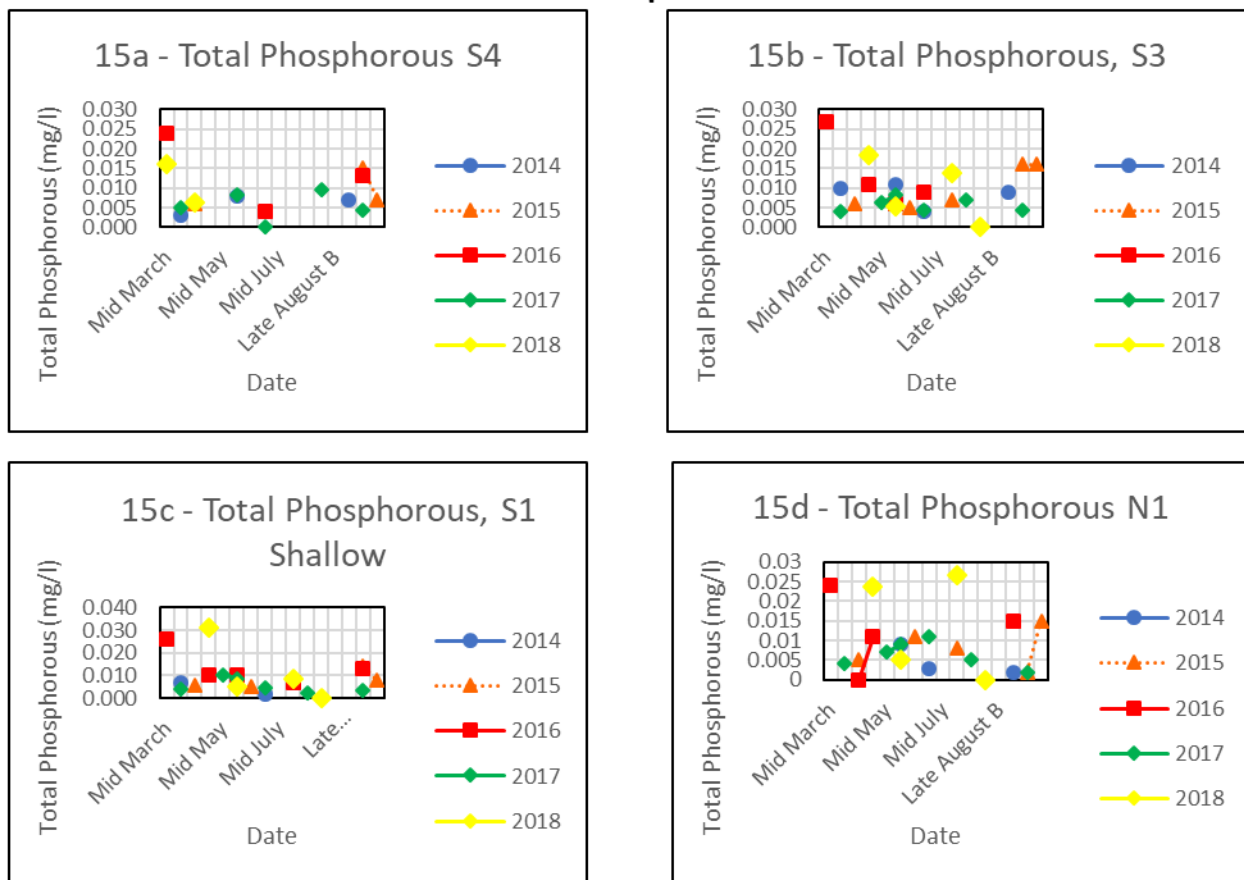 15a - Total Phosphorous S4
Total Phosphorous (mg/l)
0.030
0.025
0.020
0.015
0.010
0.005
0.000
Mid March
Mid May
Mid July
Late August B
Date
2014
2015
2016
2017
2018
15b - Total Phosphorous, S3
Total Phosphorous (mg/l)
0.030
0.025
0.020
0.015
0.010
0.005
0.000
Mid March
Mid May
Mid July
Late August B
Date
2014
2015
2016
2017
2018
15c - Total Phosphorous, S1
Shallow
Total Phosphorous (mg/l)
0.040
0.030
0.020
0.010
0.000
Mid March
Mid May
Mid July
Late...
Date
2014
2015
2016
2017
2018
15d - Total Phosphorous N1
Total Phosphorous (mg/l)
0.03
0.025
0.02
0.015
0.01
0.005
0
Mid March
Mid May
Mid July
Late August B
Date
2014
2015
2016
2017
2018